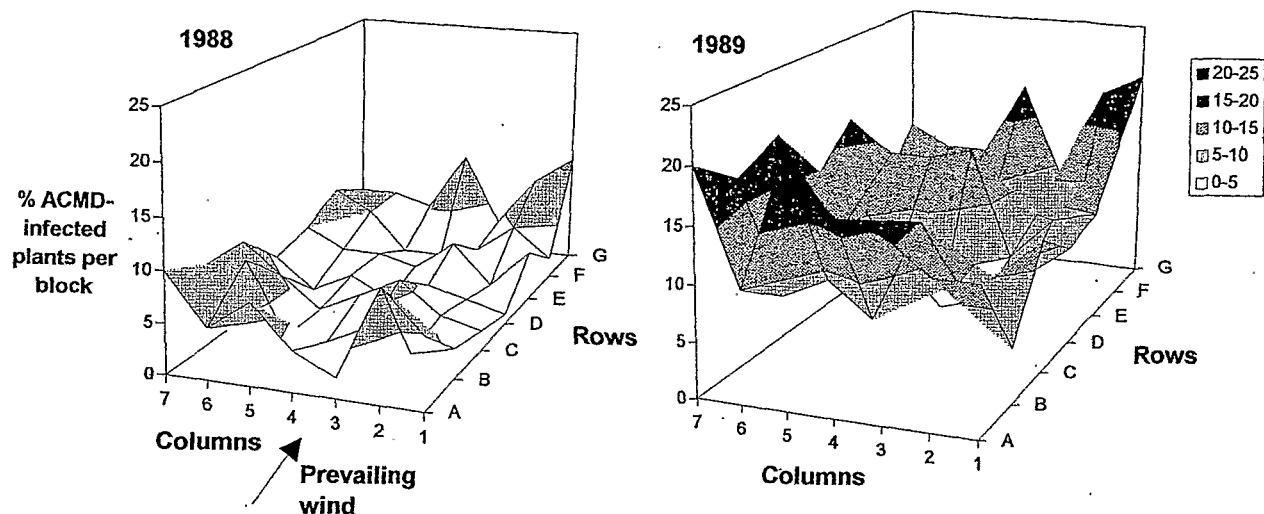 1988
25
20
15
10
5
0
% ACMD-
infected
plants per
block
7
6
5
4
3
2
1
Columns
A
B
C
D
E
F
G
Rows
Prevailing
wind
1989
25
20
15
10
5
0
7
6
5
4
3
2
1
Columns
A
B
C
D
E
F
G
Rows
20-25
15-20
10-15
5-10
0-5